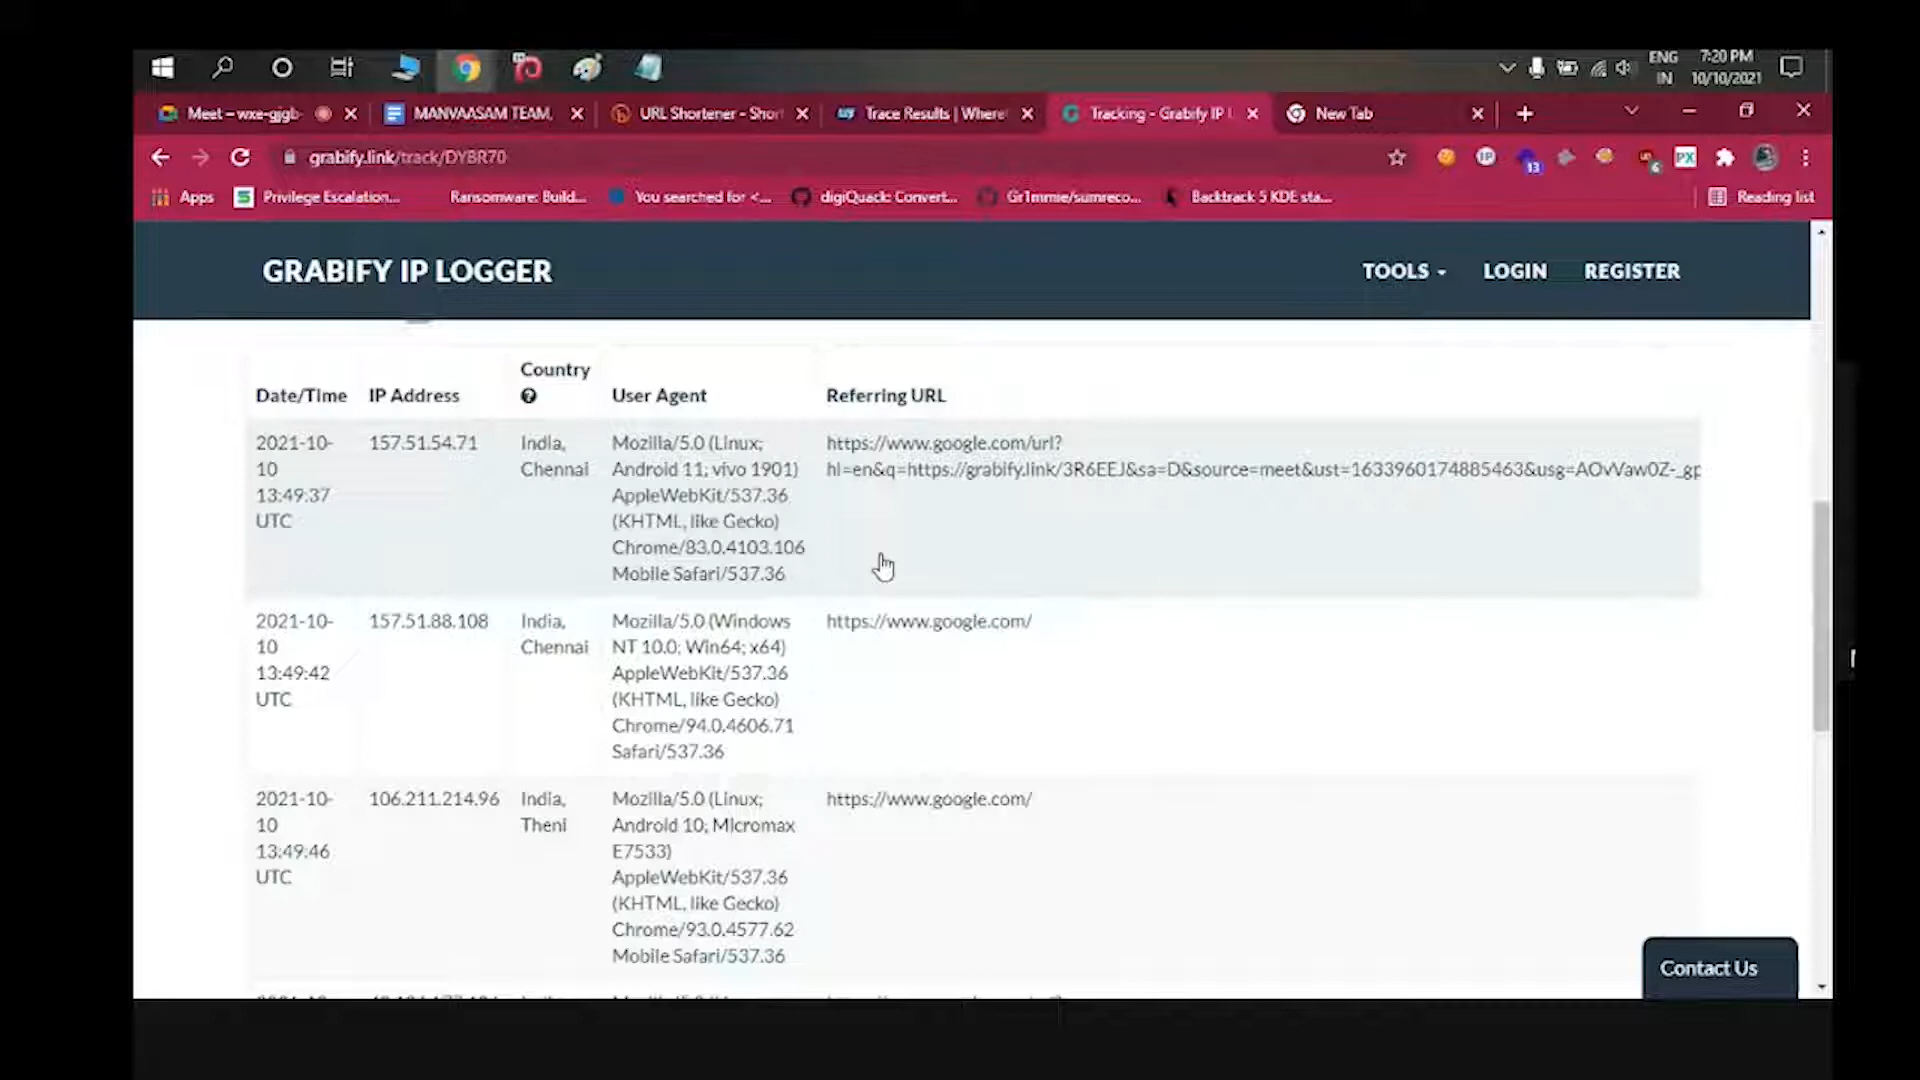 ENG
IN
7:20 PM
10/10/2021
Meet – wxe-gjgb-
MANVAASAM TEAM,
URL Shortener - Shor
Trace Results | Where
Tracking - Grabify IP L
New Tab
grabify.link/track/DYBR70
13
6
PX
Apps
Privilege Escalation...
Ransomware: Build...
You searched for <...
digiQuack: Convert...
Gr1mmie/sumreco...
Backtrack 5 KDE sta...
Reading list
GRABIFY IP LOGGER
TOOLS
LOGIN
REGISTER
Date/Time
IP Address
Country
User Agent
Referring URL
2021-10-
10
13:49:37
UTC
157.51.54.71
India,
Chennai
Mozilla/5.0 (Linux;
Android 11; vivo 1901)
AppleWebKit/537.36
(KHTML, like Gecko)
Chrome/83.0.4103.106
Mobile Safari/537.36
https://www.google.com/url?
hl=en&q=https://grabify.link/3R6EEJ&sa=D&source=meet&ust=1633960174885463&usg=AOvVaw0Z-_gp
2021-10-
10
13:49:42
UTC
157.51.88.108
India,
Chennai
Mozilla/5.0 (Windows
NT 10.0; Win64; x64)
AppleWebKit/537.36
(KHTML, like Gecko)
Chrome/94.0.4606.71
Safari/537.36
https://www.google.com/
2021-10-
10
13:49:46
UTC
106.211.214.96
India,
Theni
Mozilla/5.0 (Linux;
Android 10; Micromax
E7533)
AppleWebKit/537.36
(KHTML, like Gecko)
Chrome/93.0.4577.62
Mobile Safari/537.36
https://www.google.com/
Contact Us